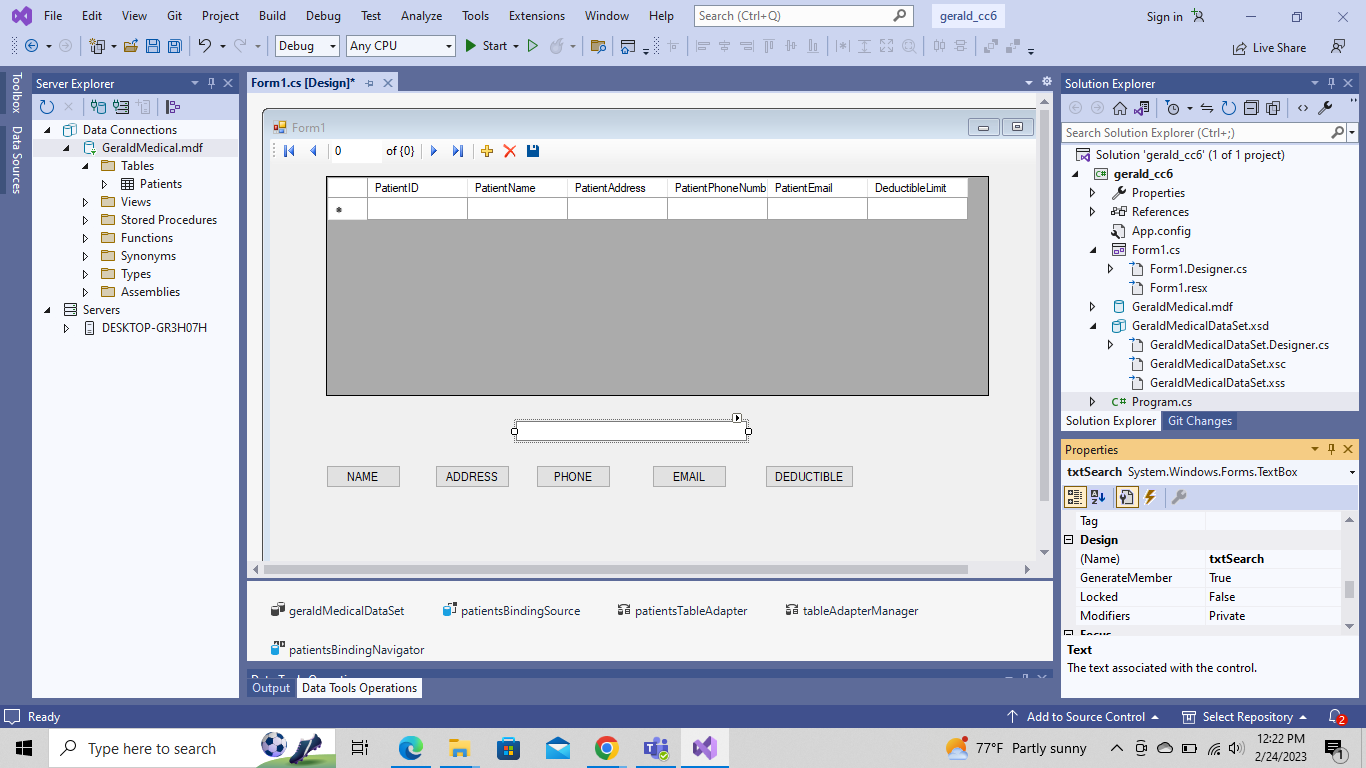 File Edit View Git Project Build Debug Test Analyze Tools Extensions Window Help Search (Ctrl+Q) gerald_cc6 Sign in
Debug Any CPU Start Live Share
Toolbox
Data Sources
Server Explorer
Data Connections
GeraldMedical.mdf
Tables
Patients
Views
Stored Procedures
Functions
Synonyms
Types
Assemblies
Servers
DESKTOP-GR3H07H
Form1.cs [Design]*
Form1
0 of {0}
PatientID PatientName PatientAddress PatientPhoneNumb PatientEmail DeductibleLimit
NAME ADDRESS PHONE EMAIL DEDUCTIBLE
geraldMedicalDataSet patientsBindingSource patientsTableAdapter tableAdapterManager
patientsBindingNavigator
Data Tools Operations
Output Data Tools Operations
Solution Explorer
Search Solution Explorer (Ctrl+;)
Solution 'gerald_cc6' (1 of 1 project)
gerald_cc6
Properties
References
App.config
Form1.cs
Form1.Designer.cs
Form1.resx
GeraldMedical.mdf
GeraldMedicalDataSet.xsd
GeraldMedicalDataSet.Designer.cs
GeraldMedicalDataSet.xsc
GeraldMedicalDataSet.xss
C# Program.cs
Solution Explorer Git Changes
Properties
txtSearch System.Windows.Forms.TextBox
Tag
Design
(Name) txtSearch
GenerateMember True
Locked False
Modifiers Private
Focus
Text
The text associated with the control.
Ready Add to Source Control Select Repository 2
Type here to search 77°F Partly sunny 12:22 PM
2/24/2023 1